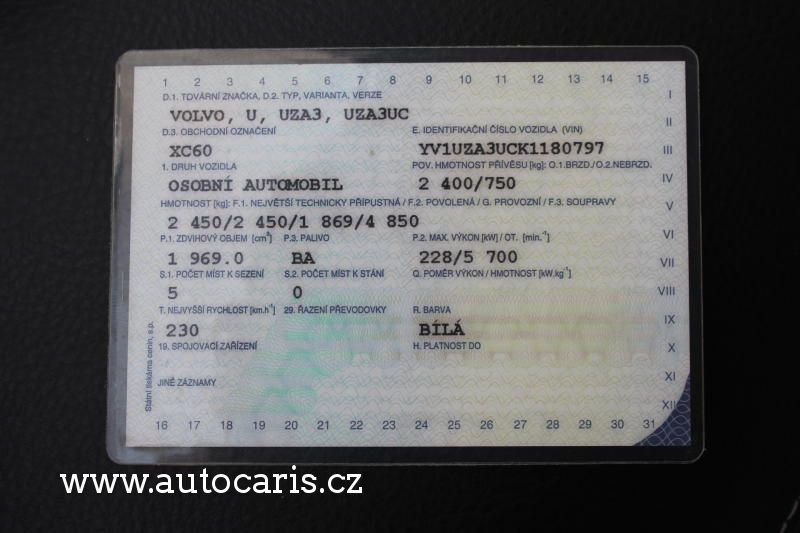 1 2 3 4 5 6 7 8 9 10 11 12 13 14 15
D.1. TOVÁRNÍ ZNAČKA, D.2. TYP, VARIANTA, VERZE I
VOLVO, U, UZA3, UZA3UC
D.3. OBCHODNÍ OZNAČENÍ E. IDENTIFIKAČNÍ ČÍSLO VOZIDLA (VIN) II
XC60 YV1UZA3UCK1180797 III
1. DRUH VOZIDLA POV. HMOTNOST PŘÍVĚSU [kg]: O.1.BRZD./O.2.NEBRZD.
OSOBNÍ AUTOMOBIL 2 400/750 IV
HMOTNOST [kg]: F.1. NEJVĚTŠÍ TECHNICKY PŘÍPUSTNÁ / F.2. POVOLENÁ / G. PROVOZNÍ / F.3. SOUPRAVY V
2 450/2 450/1 869/4 850
P.1. ZDVIHOVÝ OBJEM [cm³] P.3. PALIVO P.2. MAX. VÝKON [kW] / OT. [min.⁻¹] VI
1 969.0 BA 228/5 700 VII
S.1. POČET MÍST K SEZENÍ S.2. POČET MÍST K STÁNÍ Q. POMĚR VÝKON / HMOTNOST [kW.kg⁻¹]
5 0 VIII
T. NEJVYŠŠÍ RYCHLOST [km.h⁻¹] 29. ŘAZENÍ PŘEVODOVKY R. BARVA
230 BÍLÁ IX
19. SPOJOVACÍ ZAŘÍZENÍ H. PLATNOST DO X
JINÉ ZÁZNAMY XI
XII
Státní tiskárna cenin, s.p.
16 17 18 19 20 21 22 23 24 25 26 27 28 29 30 31
www.autocaris.cz